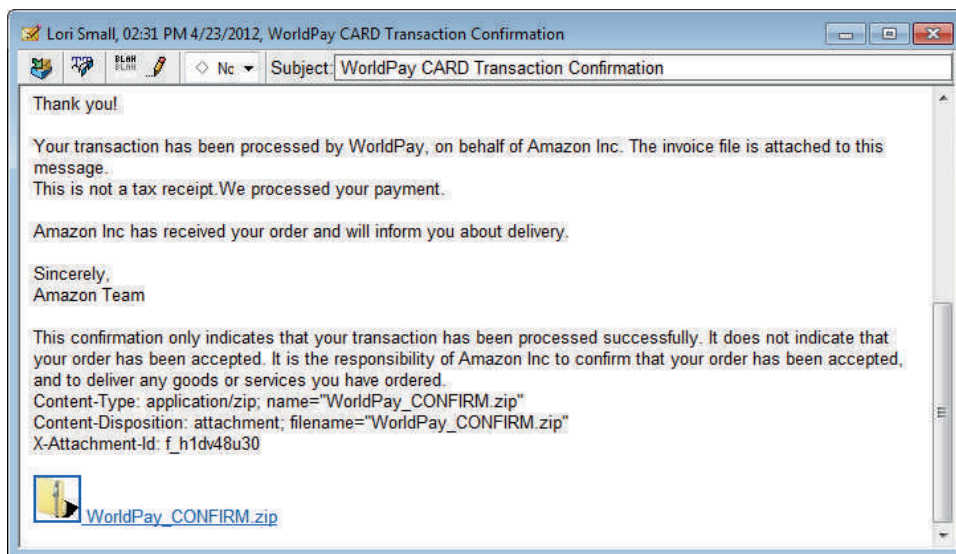 Lori Small, 02:31 PM 4/23/2012, WorldPay CARD Transaction Confirmation
BLAH
BLAH
Nc Subject: WorldPay CARD Transaction Confirmation
Thank you!
Your transaction has been processed by WorldPay, on behalf of Amazon Inc. The invoice file is attached to this
message.
This is not a tax receipt.We processed your payment.
Amazon Inc has received your order and will inform you about delivery.
Sincerely,
Amazon Team
This confirmation only indicates that your transaction has been processed successfully. It does not indicate that
your order has been accepted. It is the responsibility of Amazon Inc to confirm that your order has been accepted,
and to deliver any goods or services you have ordered.
Content-Type: application/zip; name="WorldPay_CONFIRM.zip"
Content-Disposition: attachment; filename="WorldPay_CONFIRM.zip"
X-Attachment-Id: f_h1dv48u30
WorldPay_CONFIRM.zip